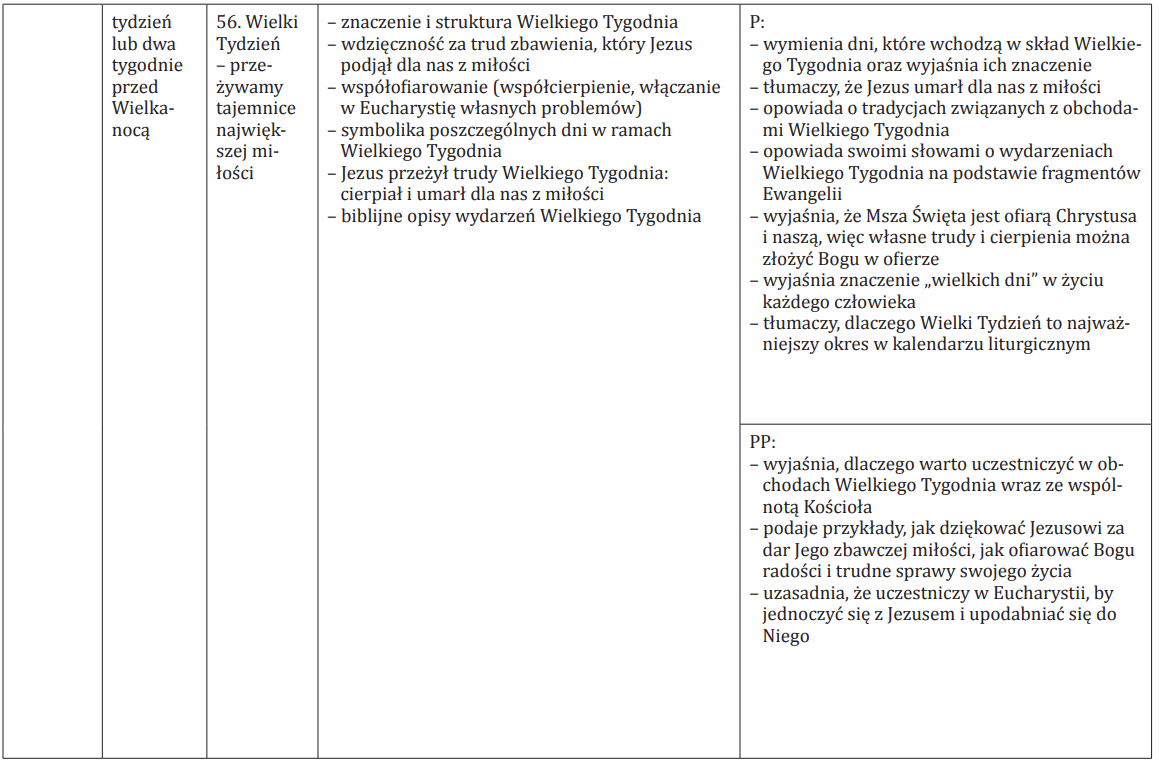 tydzień
lub dwa
tygodnie
przed
Wielka-
nocą
56. Wielki
Tydzień
– prze-
żywamy
tajemnice
najwięk-
szej mi-
łości
– znaczenie i struktura Wielkiego Tygodnia
– wdzięczność za trud zbawienia, który Jezus
podjął dla nas z miłości
– współofiarowanie (współcierpienie, włączanie
w Eucharystię własnych problemów)
– symbolika poszczególnych dni w ramach
Wielkiego Tygodnia
– Jezus przeżył trudy Wielkiego Tygodnia:
cierpiał i umarł dla nas z miłości
– biblijne opisy wydarzeń Wielkiego Tygodnia
P:
– wymienia dni, które wchodzą w skład Wielkie-
go Tygodnia oraz wyjaśnia ich znaczenie
– tłumaczy, że Jezus umarł dla nas z miłości
– opowiada o tradycjach związanych z obchoda-
mi Wielkiego Tygodnia
– opowiada swoimi słowami o wydarzeniach
Wielkiego Tygodnia na podstawie fragmentów
Ewangelii
– wyjaśnia, że Msza Święta jest ofiarą Chrystusa
i naszą, więc własne trudy i cierpienia można
złożyć Bogu w ofierze
– wyjaśnia znaczenie „wielkich dni” w życiu
każdego człowieka
– tłumaczy, dlaczego Wielki Tydzień to najważ-
niejszy okres w kalendarzu liturgicznym
PP:
– wyjaśnia, dlaczego warto uczestniczyć w ob-
chodach Wielkiego Tygodnia wraz ze wspól-
notą Kościoła
– podaje przykłady, jak dziękować Jezusowi za
dar Jego zbawczej miłości, jak ofiarować Bogu
radości i trudne sprawy swojego życia
– uzasadnia, że uczestniczy w Eucharystii, by
jednoczyć się z Jezusem i upodabniać się do
Niego